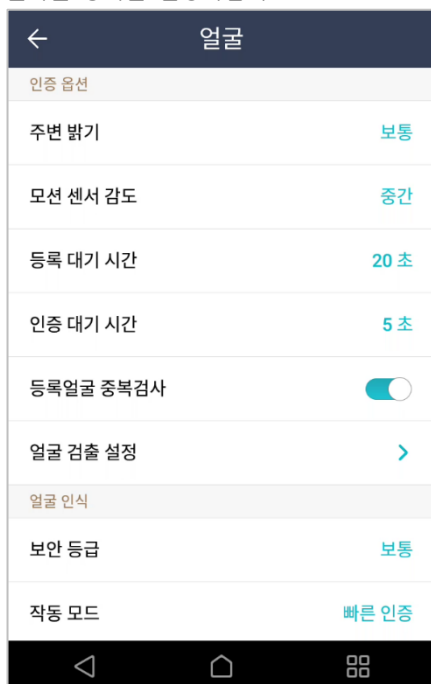 얼굴
인증 옵션
주변 밝기 보통
모션 센서 감도 중간
등록 대기 시간 20 초
인증 대기 시간 5 초
등록얼굴 중복검사
얼굴 검출 설정
얼굴 인식
보안 등급 보통
작동 모드 빠른 인증